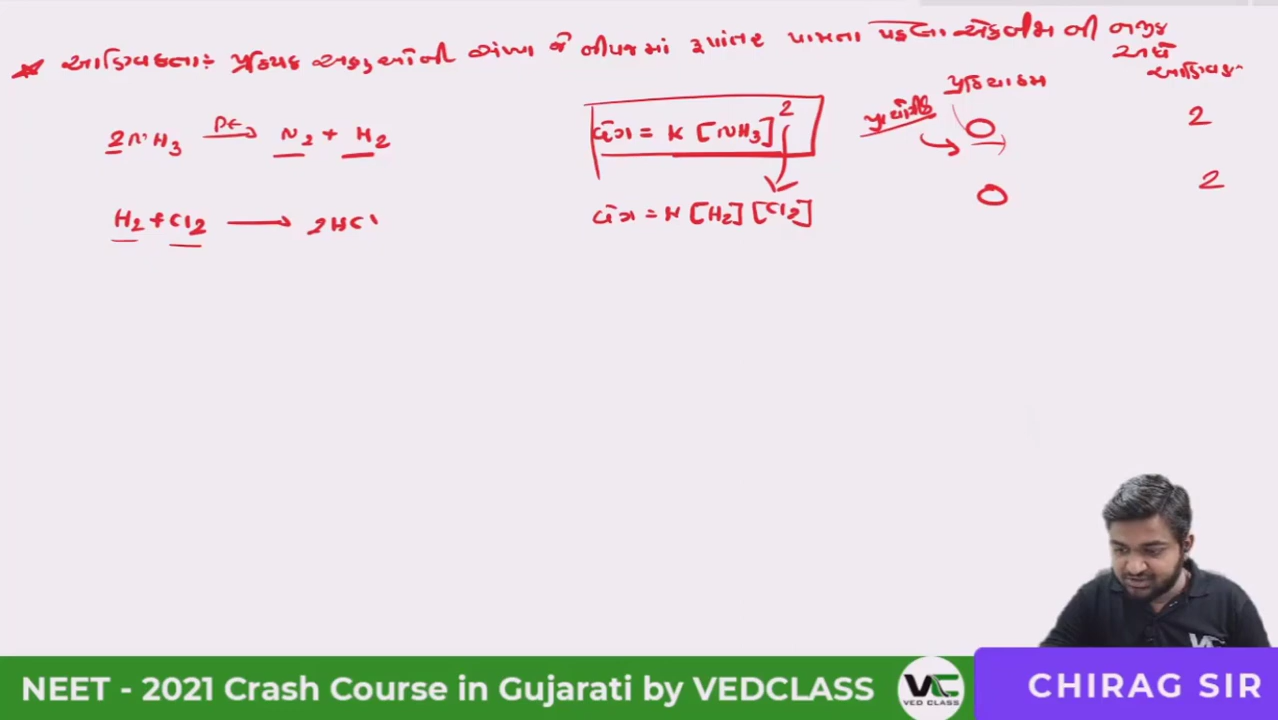 આણ્વિકતા: પ્રક્રિયક અણુઓની સંખ્યા કે નીપજમાં રૂપાંતર પામતા પહેલા એકબીજાની નજીક આવે
પ્રક્રિયાક્રમ આણ્વિકતા
2NH3 Pt→ N2 + H2 વેગ = K [NH3]2 પ્રાયોગિક 0 2
H2 + Cl2 → 2HCl વેગ = K [H2] [Cl2] 0 2
VED CLASS
NEET - 2021 Crash Course in Gujarati by VEDCLASS
CHIRAG SIR